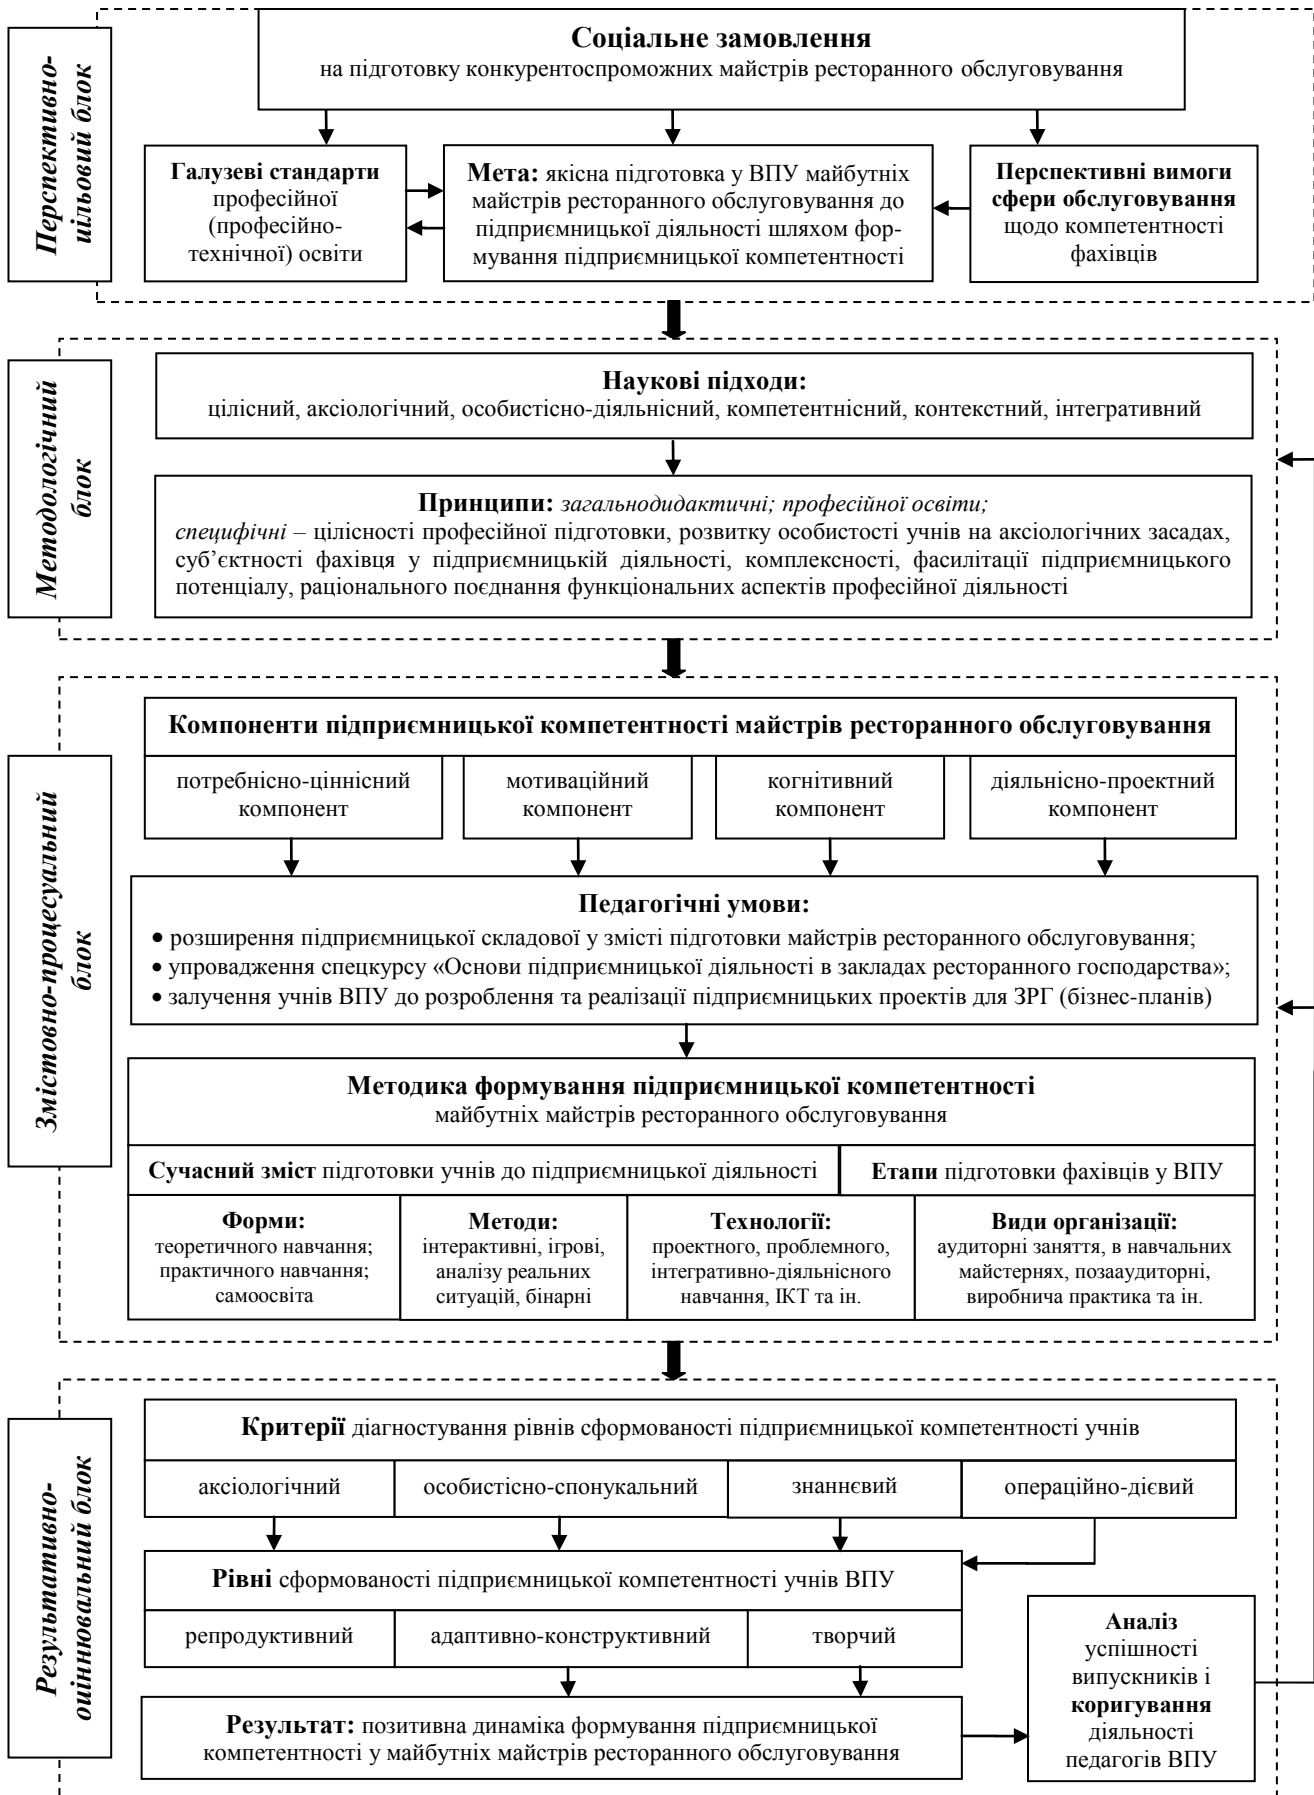 Перспективно-
цільовий блок
Соціальне замовлення
на підготовку конкурентоспроможних майстрів ресторанного обслуговування
Галузеві стандарти
професійної
(професійно-
технічної) освіти
Мета: якісна підготовка у ВПУ майбутніх
майстрів ресторанного обслуговування до
підприємницької діяльності шляхом фор-
мування підприємницької компетентності
Перспективні вимоги
сфери обслуговування
щодо компетентності
фахівців
Методологічний
блок
Наукові підходи:
цілісний, аксіологічний, особистісно-діяльнісний, компетентнісний, контекстний, інтегративний
Принципи: загальнодидактичні; професійної освіти;
специфічні – цілісності професійної підготовки, розвитку особистості учнів на аксіологічних засадах,
суб’єктності фахівця у підприємницькій діяльності, комплексності, фасилітації підприємницького
потенціалу, раціонального поєднання функціональних аспектів професійної діяльності
Змістовно-процесуальний
блок
Компоненти підприємницької компетентності майстрів ресторанного обслуговування
потребнісно-ціннісний
компонент
мотиваційний
компонент
когнітивний
компонент
діяльнісно-проектний
компонент
Педагогічні умови:
• розширення підприємницької складової у змісті підготовки майстрів ресторанного обслуговування;
• упровадження спецкурсу «Основи підприємницької діяльності в закладах ресторанного господарства»;
• залучення учнів ВПУ до розроблення та реалізації підприємницьких проектів для ЗРГ (бізнес-планів)
Методика формування підприємницької компетентності
майбутніх майстрів ресторанного обслуговування
Сучасний зміст підготовки учнів до підприємницької діяльності
Етапи підготовки фахівців у ВПУ
Форми:
теоретичного навчання;
практичного навчання;
самоосвіта
Методи:
інтерактивні, ігрові,
аналізу реальних
ситуацій, бінарні
Технології:
проектного, проблемного,
інтегративно-діяльнісного
навчання, ІКТ та ін.
Види організації:
аудиторні заняття, в навчальних
майстернях, позааудиторні,
виробнича практика та ін.
Результативно-
оцінювальний блок
Критерії діагностування рівнів сформованості підприємницької компетентності учнів
аксіологічний
особистісно-спонукальний
знаннєвий
операційно-дієвий
Рівні сформованості підприємницької компетентності учнів ВПУ
репродуктивний
адаптивно-конструктивний
творчий
Результат: позитивна динаміка формування підприємницької
компетентності у майбутніх майстрів ресторанного обслуговування
Аналіз
успішності
випускників і
коригування
діяльності
педагогів ВПУ